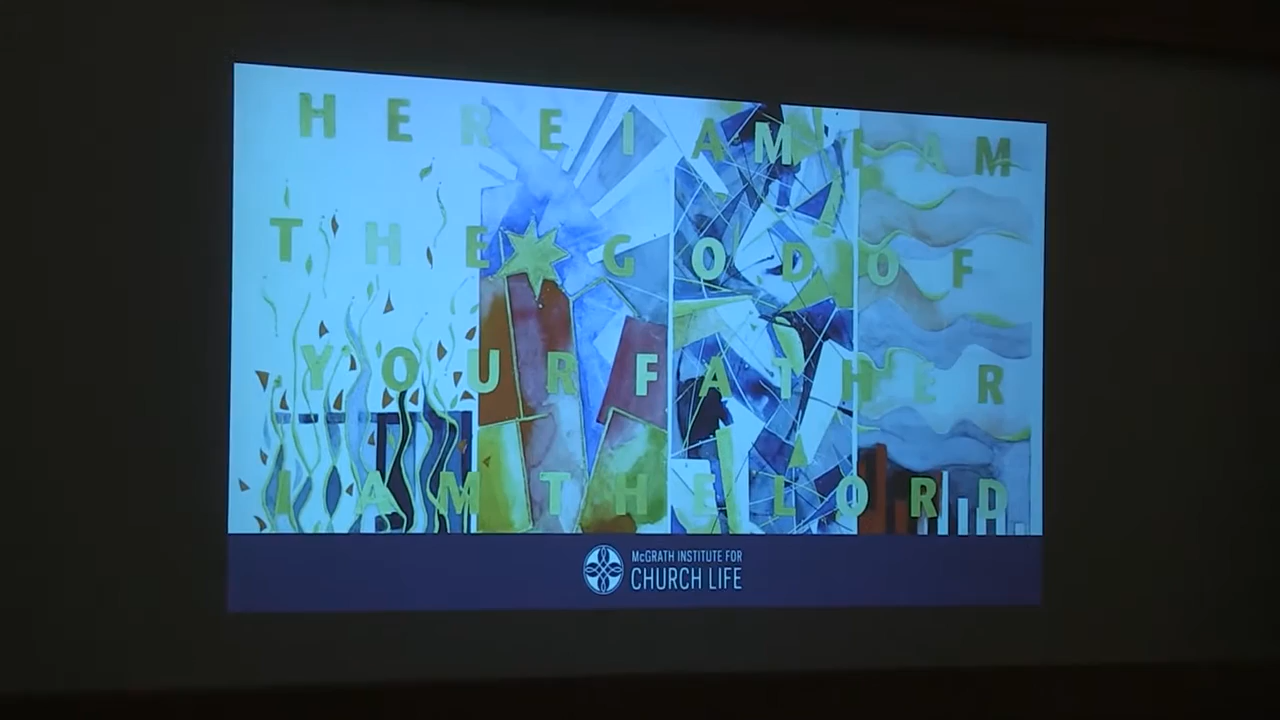 HERE I AM I AM
THE GOD OF
YOUR FATHER
I AM THE LORD
McGRATH INSTITUTE FOR
CHURCH LIFE